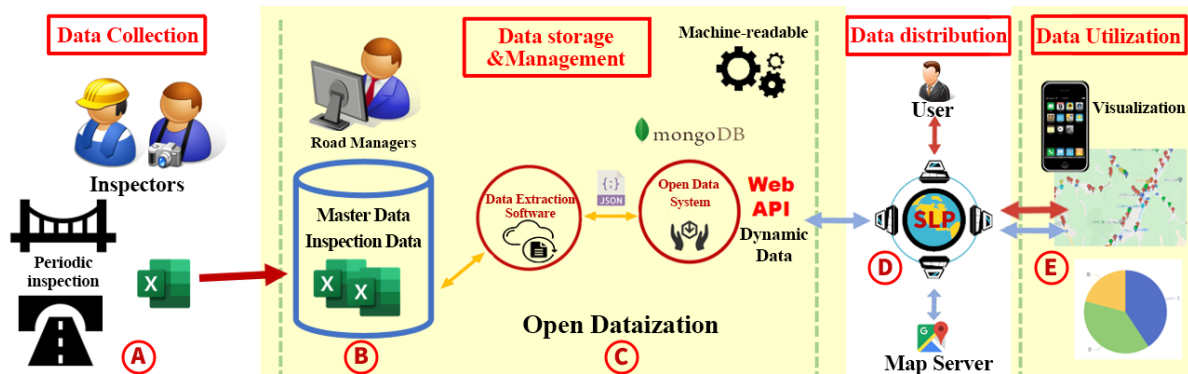 Data Collection
Inspectors
Periodic
inspection
X
A
Road Managers
Master Data
Inspection Data
X
X
B
Data storage
&Management
Machine-readable
mongoDB
Data Extraction
Software
{;}
JSON
Open Data
System
Web
API
Dynamic
Data
Open Dataization
C
Data distribution
User
SLP
D
G
Map Server
Data Utilization
Visualization
E